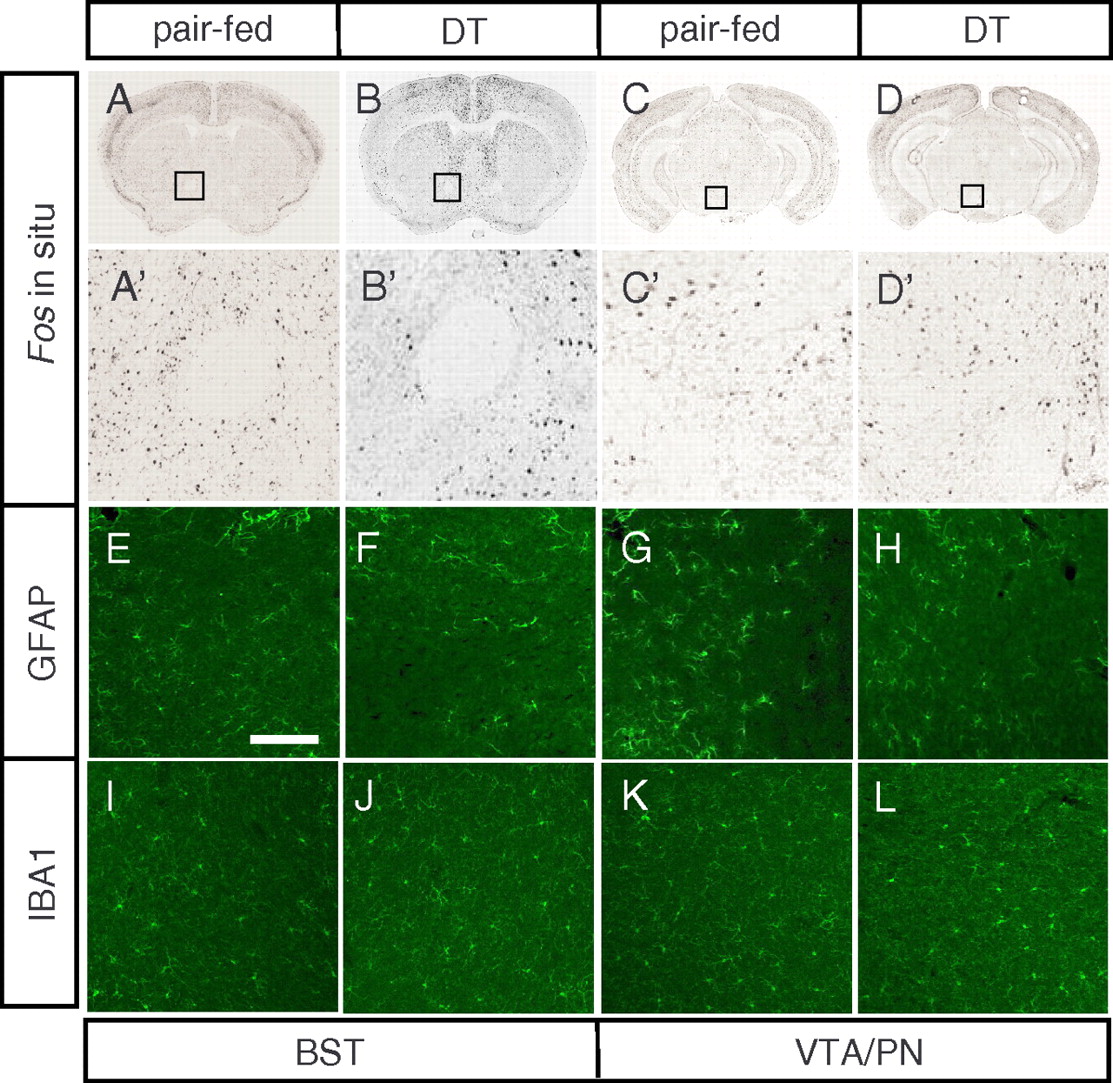 pair-fed DT pair-fed DT
A B C D
Fos in situ
A' B' C' D'
E F G H
GFAP
I J K L
IBA1
BST VTA/PN